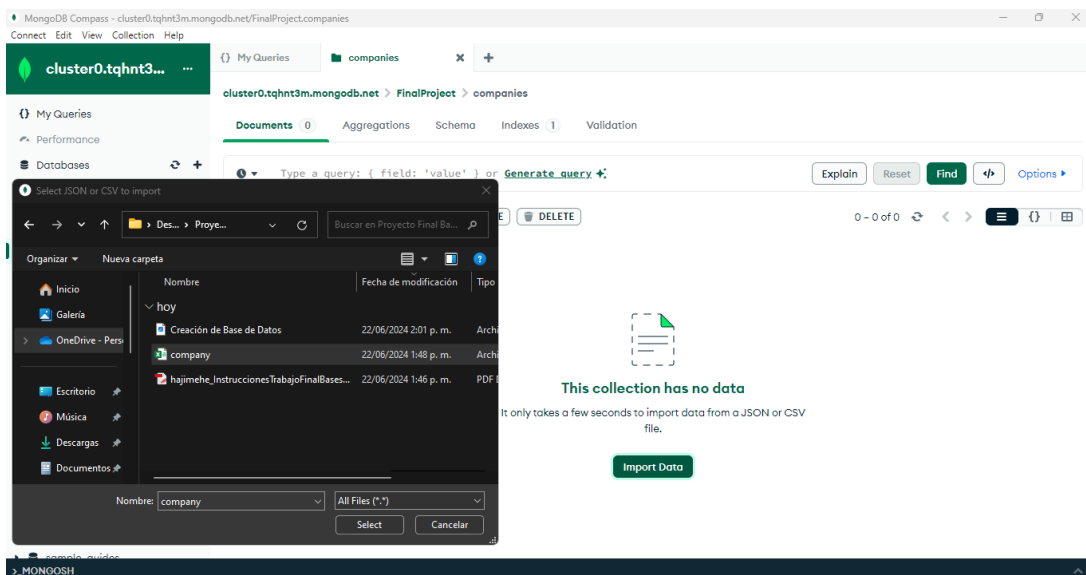 MongoDB Compass - cluster0.tqhnt3m.mongodb.net/FinalProject.companies
Connect Edit View Collection Help
cluster0.tqhnt3... ...
{} My Queries
companies
cluster0.tqhnt3m.mongodb.net > FinalProject > companies
{} My Queries
Performance
Databases
Documents 0 Aggregations Schema Indexes 1 Validation
Type a query: { field: 'value' } or Generate query
Explain Reset Find </> Options
Select JSON or CSV to import
Des... > Proye...
Buscar en Proyecto Final Ba...
E DELETE
0 – 0 of 0
{}
Organizar Nueva carpeta
Inicio
Galería
OneDrive - Pers
Escritorio
Música
Descargas
Documentos
Nombre Fecha de modificación Tipo
hoy
Creación de Base de Datos 22/06/2024 2:01 p. m. Archi
company 22/06/2024 1:48 p. m. Archi
hajimehe_InstruccionesTrabajoFinalBases... 22/06/2024 1:46 p. m. PDF
Nombre: company All Files (*.*)
Select Cancelar
This collection has no data
It only takes a few seconds to import data from a JSON or CSV
file.
Import Data
>_MONGOSH